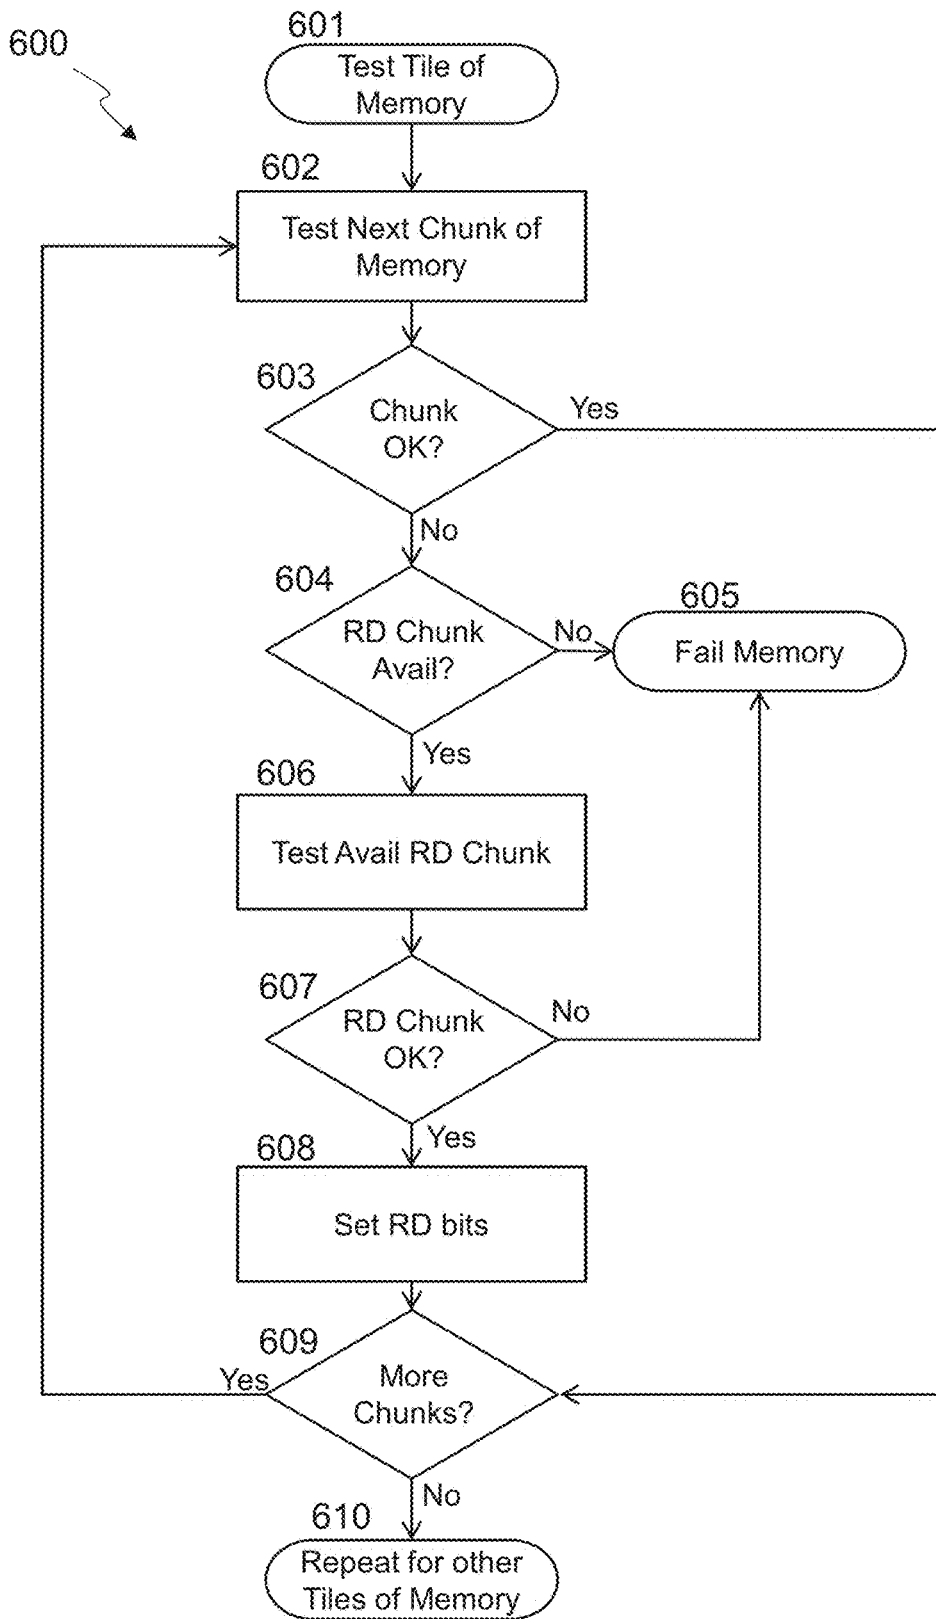 600
601
Test Tile of
Memory
602
Test Next Chunk of
Memory
603
Chunk
OK?
Yes
No
604
RD Chunk
Avail?
No
605
Fail Memory
Yes
606
Test Avail RD Chunk
607
RD Chunk
OK?
No
Yes
608
Set RD bits
609
More
Chunks?
Yes
No
610
Repeat for other
Tiles of Memory